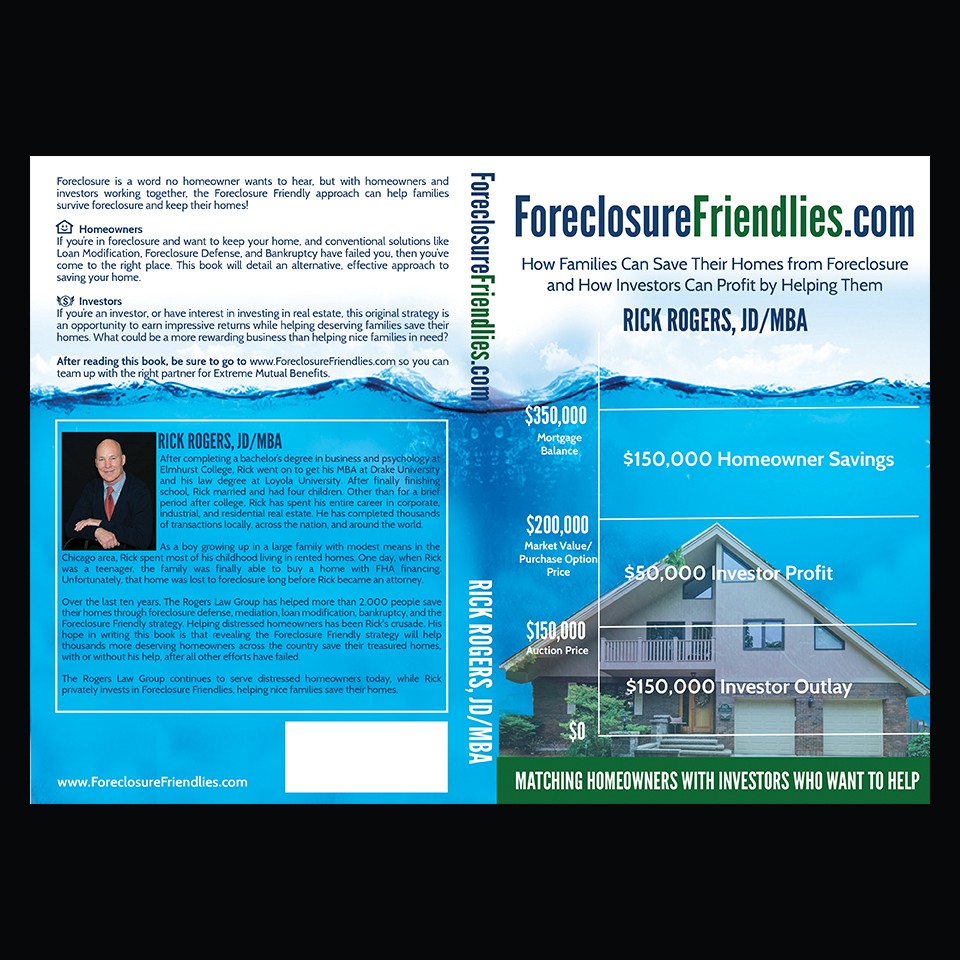 Foreclosure is a word no homeowner wants to hear, but with homeowners and
investors working together, the Foreclosure Friendly approach can help families
survive foreclosure and keep their homes!
Homeowners
If you're in foreclosure and want to keep your home, and conventional solutions like
Loan Modification, Foreclosure Defense, and Bankruptcy have failed you, then you've
come to the right place. This book will detail an alternative, effective approach to
saving your home.
Investors
If you're an investor, or have interest in investing in real estate, this original strategy is
an opportunity to earn impressive returns while helping deserving families save their
homes. What could be a more rewarding business than helping nice families in need?
After reading this book, be sure to go to www.ForeclosureFriendlies.com so you can
team up with the right partner for Extreme Mutual Benefits.
RICK ROGERS, JD/MBA
After completing a bachelor's degree in business and psychology at
Elmhurst College, Rick went on to get his MBA at Drake University
and his law degree at Loyola University. After finally finishing
school, Rick married and had four children. Other than for a brief
period after college, Rick has spent his entire career in corporate,
industrial, and residential real estate. He has completed thousands
of transactions locally, across the nation, and around the world.
As a boy growing up in a large family with modest means in the
Chicago area, Rick spent most of his childhood living in rented homes. One day, when Rick
was a teenager, the family was finally able to buy a home with FHA financing.
Unfortunately, that home was lost to foreclosure long before Rick became an attorney.
Over the last ten years, The Rogers Law Group has helped more than 2,000 people save
their homes through foreclosure defense, mediation, loan modification, bankruptcy, and the
Foreclosure Friendly strategy. Helping distressed homeowners has been Rick's crusade. His
hope in writing this book is that revealing the Foreclosure Friendly strategy will help
thousands more deserving homeowners across the country save their treasured homes,
with or without his help, after all other efforts have failed.
The Rogers Law Group continues to serve distressed homeowners today, while Rick
privately invests in Foreclosure Friendlies, helping nice families save their homes.
www.ForeclosureFriendlies.com
ForeclosureFriendlies.com
RICK ROGERS, JD/MBA
ForeclosureFriendlies.com
How Families Can Save Their Homes from Foreclosure
and How Investors Can Profit by Helping Them
RICK ROGERS, JD/MBA
$350,000
Mortgage
Balance
$150,000 Homeowner Savings
$200,000
Market Value/
Purchase Option
Price
$50,000 Investor Profit
$150,000
Auction Price
$150,000 Investor Outlay
$0
MATCHING HOMEOWNERS WITH INVESTORS WHO WANT TO HELP